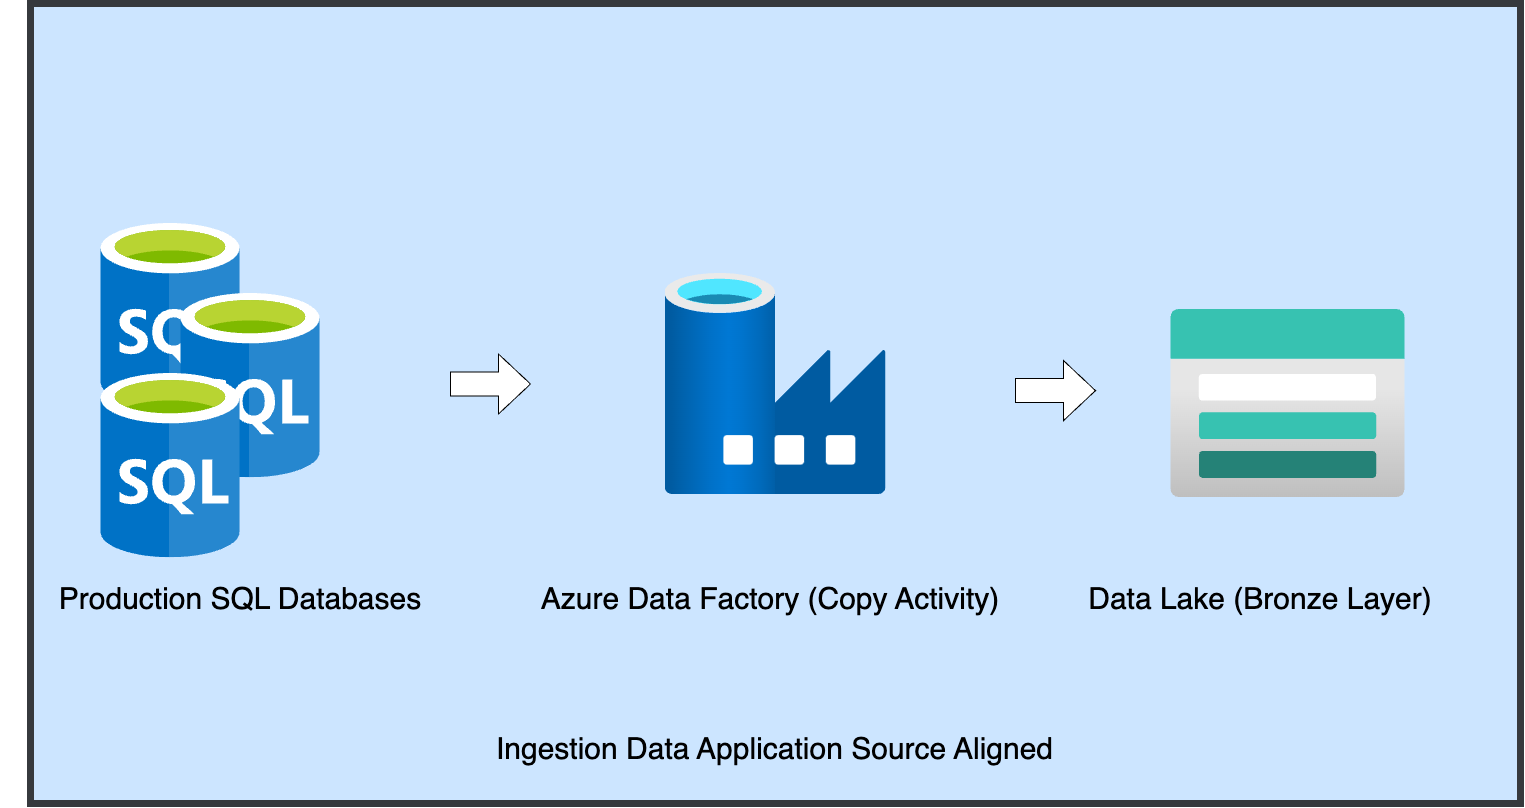 SQL
SQL
SQL
Production SQL Databases
Azure Data Factory (Copy Activity)
Data Lake (Bronze Layer)
Ingestion Data Application Source Aligned